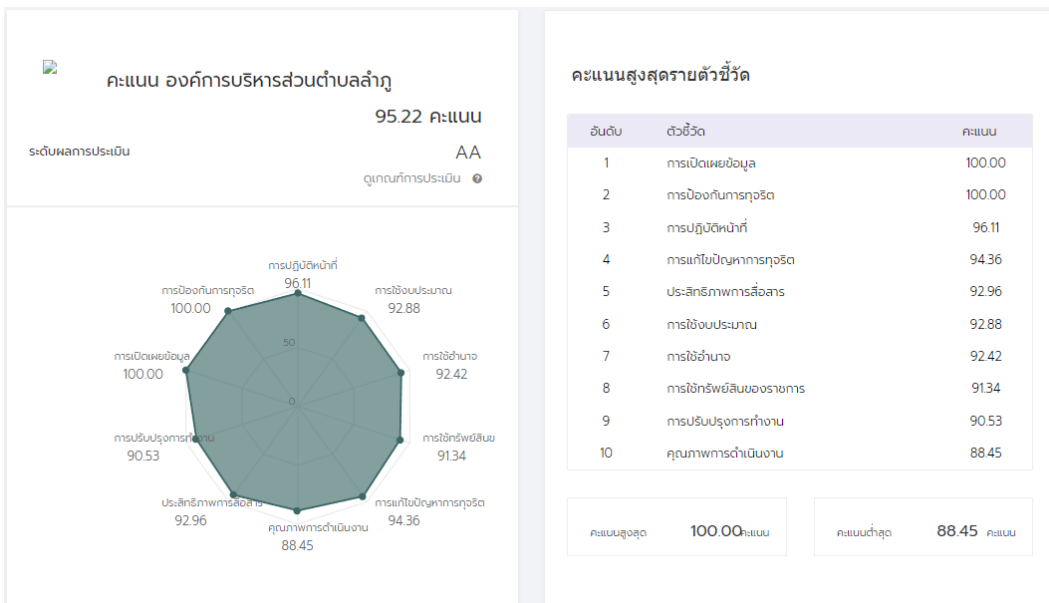 คะแนน องค์การบริหารส่วนตำบลลำภู
95.22 คะแนน
ระดับผลการประเมิน AA
ดูเกณฑ์การประเมิน ?
การปฏิบัติหน้าที่
96.11
การป้องกันการทุจริต
100.00
การใช้งบประมาณ
92.88
50
การเปิดเผยข้อมูล
100.00
การใช้อำนาจ
92.42
0
การปรับปรุงการทำงาน
90.53
การใช้ทรัพย์สินข
91.34
ประสิทธิภาพการสื่อสาร
92.96
การแก้ไขปัญหาการทุจริต
94.36
คุณภาพการดำเนินงาน
88.45
คะแนนสูงสุดรายตัวชี้วัด
อันดับ ตัวชี้วัด คะแนน
1 การเปิดเผยข้อมูล 100.00
2 การป้องกันการทุจริต 100.00
3 การปฏิบัติหน้าที่ 96.11
4 การแก้ไขปัญหาการทุจริต 94.36
5 ประสิทธิภาพการสื่อสาร 92.96
6 การใช้งบประมาณ 92.88
7 การใช้อำนาจ 92.42
8 การใช้ทรัพย์สินของราชการ 91.34
9 การปรับปรุงการทำงาน 90.53
10 คุณภาพการดำเนินงาน 88.45
คะแนนสูงสุด 100.00คะแนน
คะแนนต่ำสุด 88.45 คะแนน